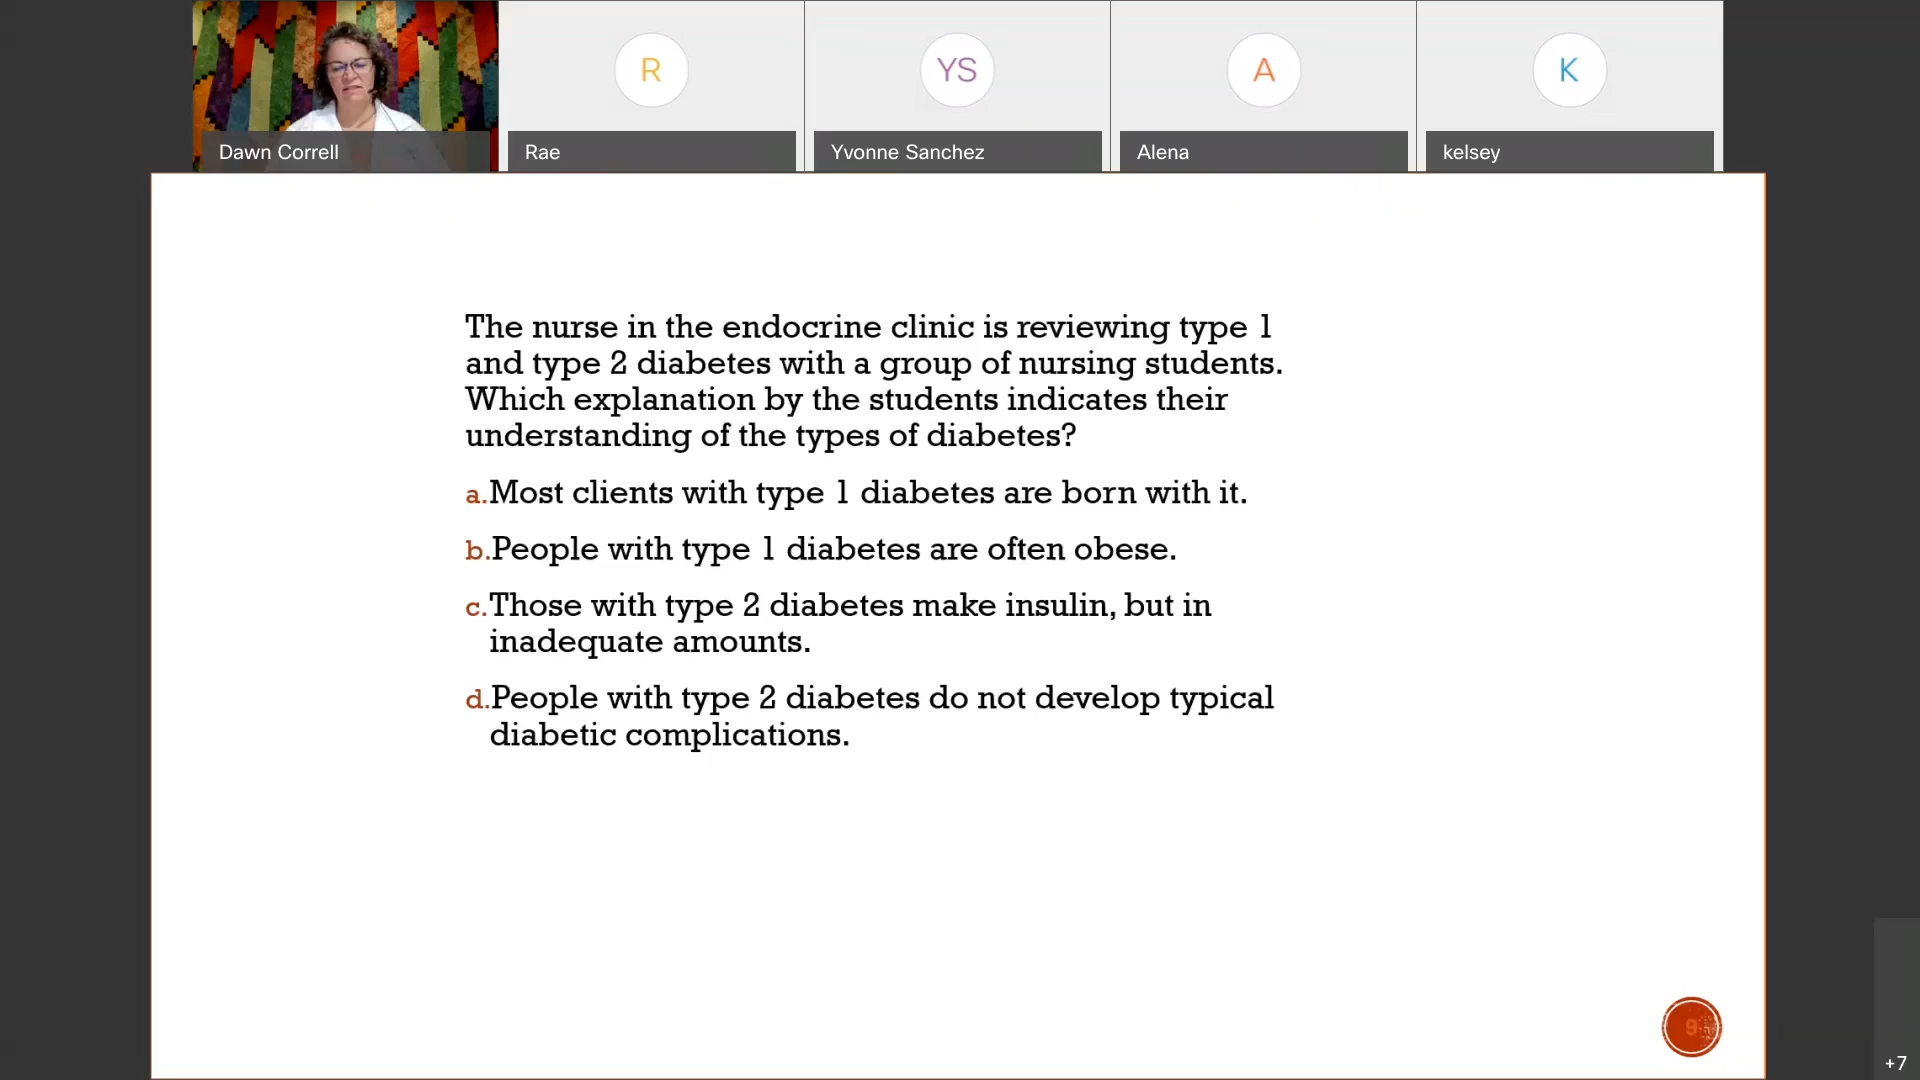 R
YS
A
K
Dawn Correll
Rae
Yvonne Sanchez
Alena
kelsey
The nurse in the endocrine clinic is reviewing type 1
and type 2 diabetes with a group of nursing students.
Which explanation by the students indicates their
understanding of the types of diabetes?
a.Most clients with type 1 diabetes are born with it.
b.People with type 1 diabetes are often obese.
c.Those with type 2 diabetes make insulin, but in
inadequate amounts.
d.People with type 2 diabetes do not develop typical
diabetic complications.
9
+7